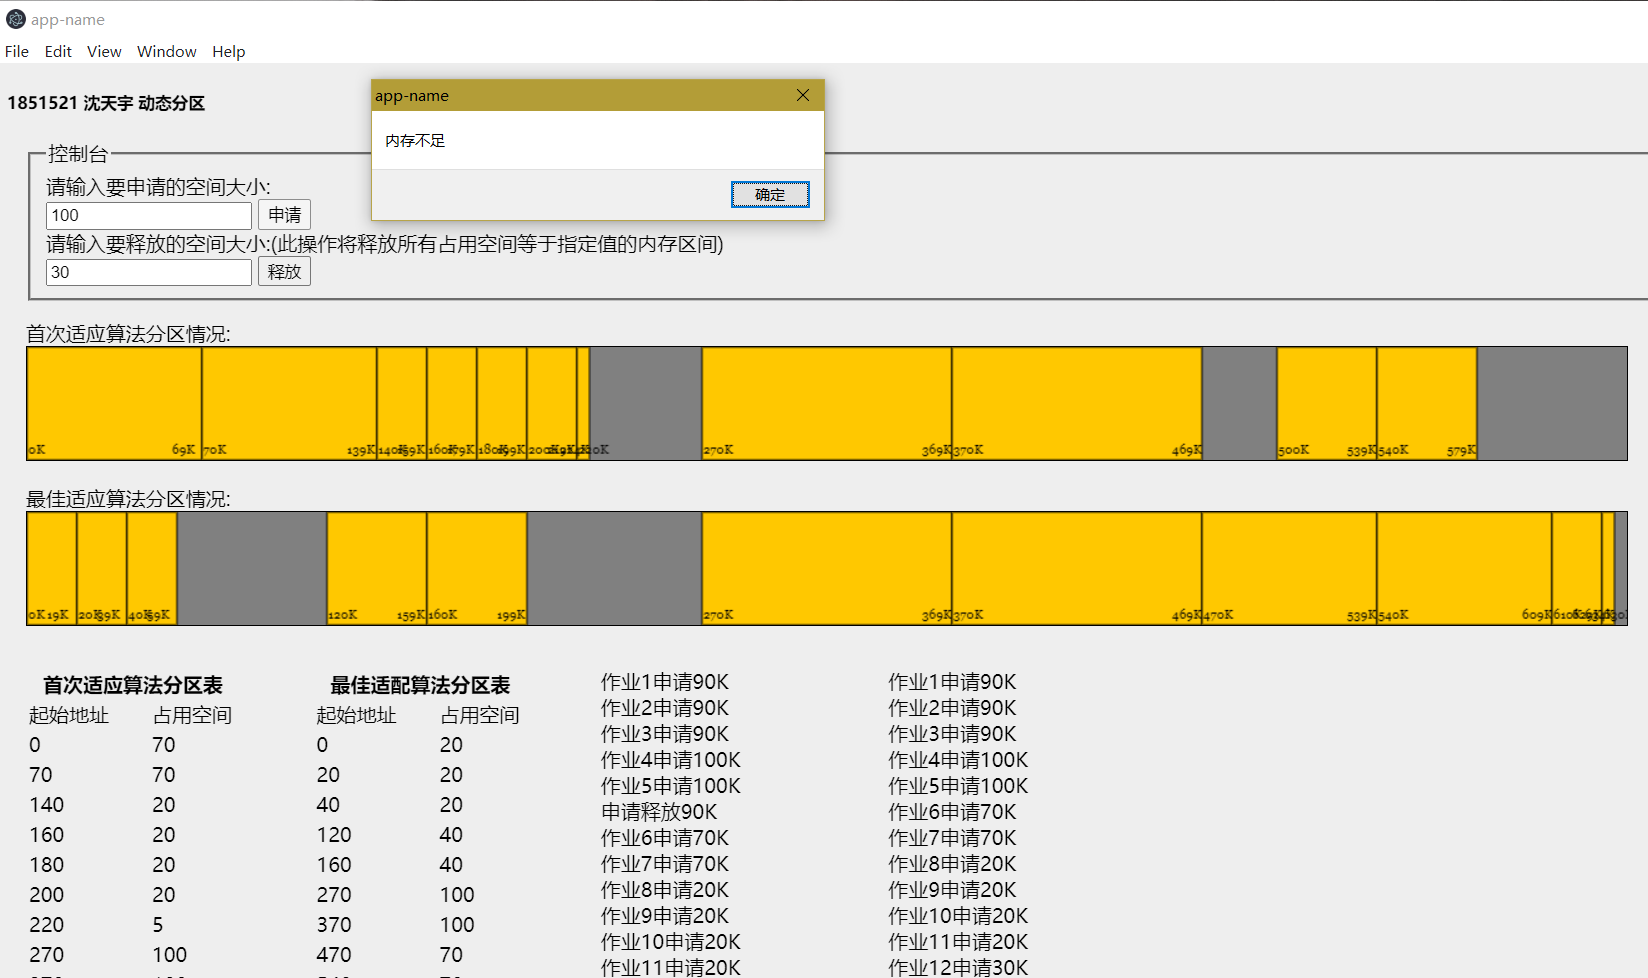 app-name
File Edit View Window Help
1851521 沈天宇 动态分区
app-name
内存不足
确定
控制台
请输入要申请的空间大小:
100 申请
请输入要释放的空间大小:(此操作将释放所有占用空间等于指定值的内存区间)
30 释放
首次适应算法分区情况:
0K 69K 70K 139K 270K 369K 370K 469K 500K 539K 540K 579K
最佳适应算法分区情况:
0K 19K 120K 159K 160K 199K 270K 369K 370K 469K 470K 539K 540K 609K
首次适应算法分区表
起始地址 占用空间
0 70
70 70
140 20
160 20
180 20
200 20
220 5
270 100
最佳适配算法分区表
起始地址 占用空间
0 20
20 20
40 20
120 40
160 40
270 100
370 100
470 70
作业1申请90K
作业2申请90K
作业3申请90K
作业4申请100K
作业5申请100K
申请释放90K
作业6申请70K
作业7申请70K
作业8申请20K
作业9申请20K
作业10申请20K
作业11申请20K
作业1申请90K
作业2申请90K
作业3申请90K
作业4申请100K
作业5申请100K
作业6申请70K
作业7申请70K
作业8申请20K
作业9申请20K
作业10申请20K
作业11申请20K
作业12申请30K